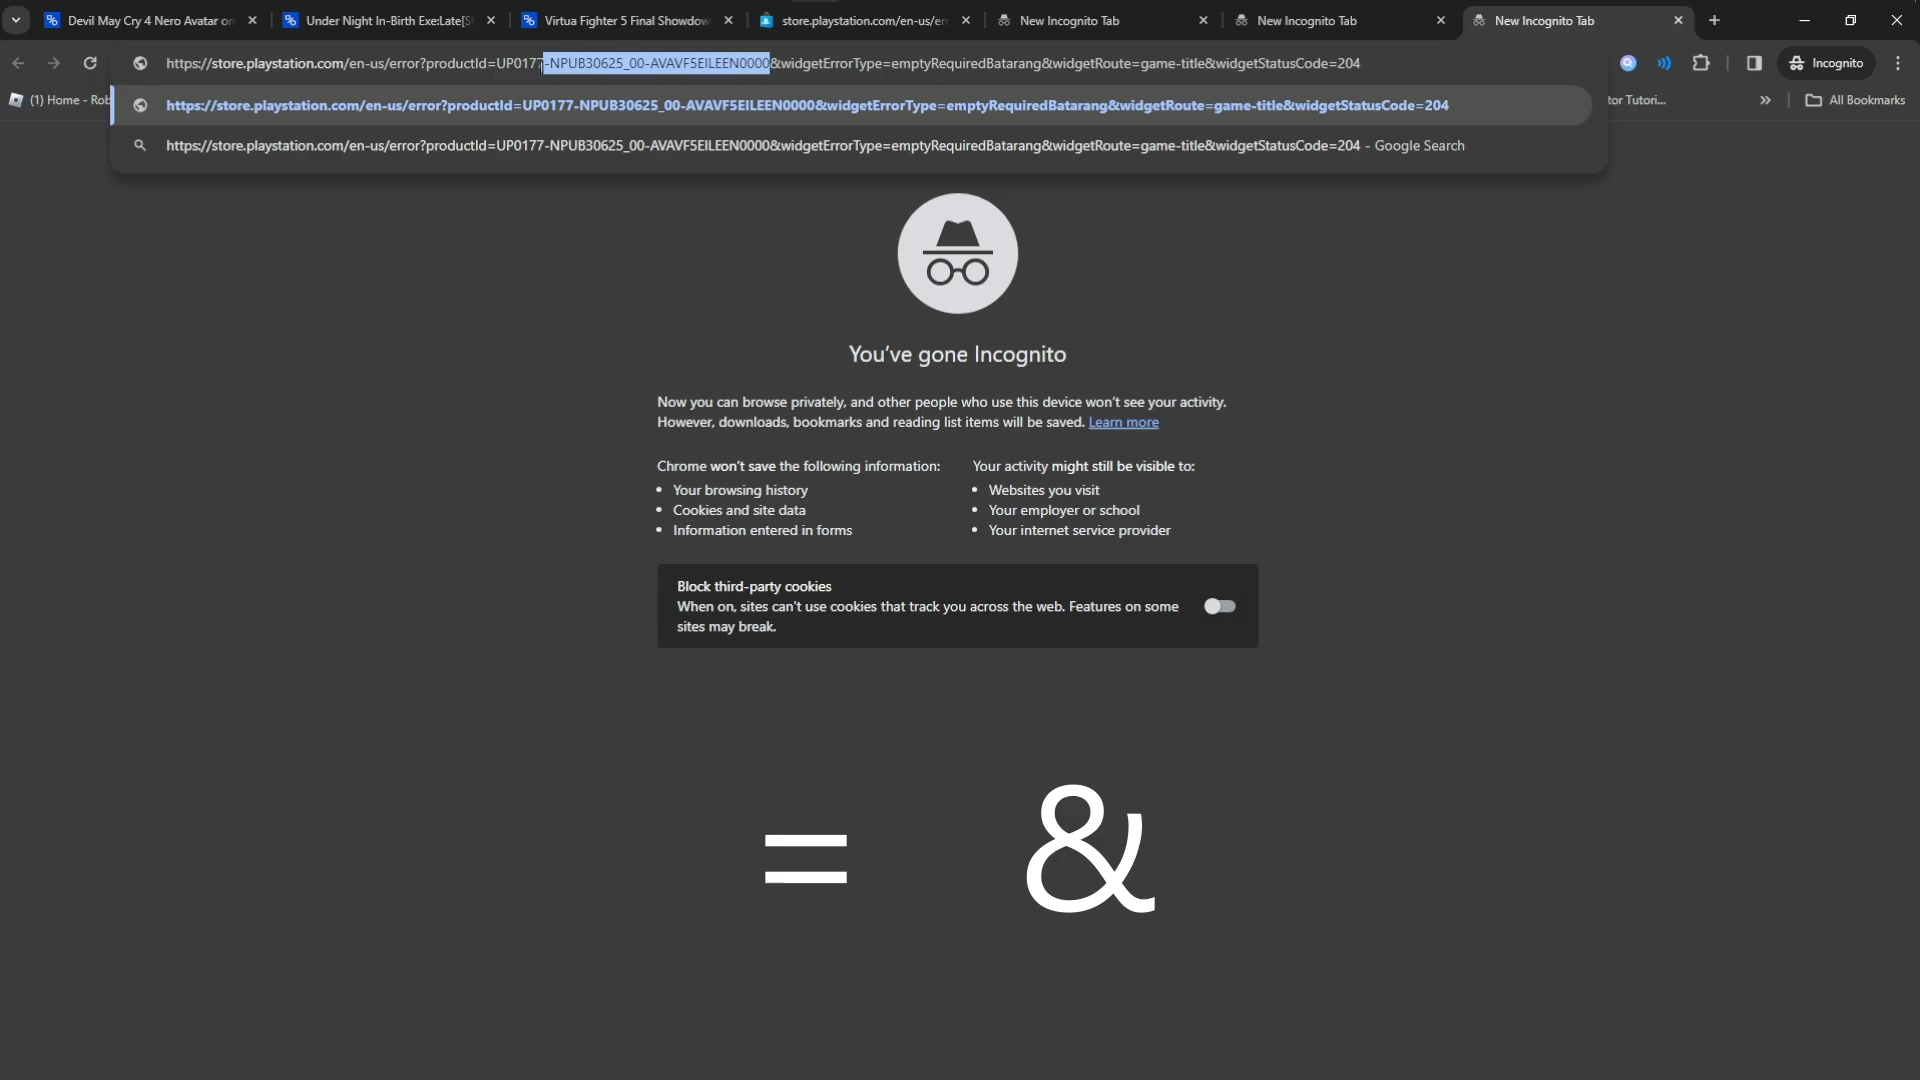 Devil May Cry 4 Nero Avatar on
Under Night In-Birth Exe:Late[S
Virtua Fighter 5 Final Showdow
store.playstation.com/en-us/er
New Incognito Tab
New Incognito Tab
New Incognito Tab
https://store.playstation.com/en-us/error?productId=UP0177-NPUB30625_00-AVAVF5EILEEN0000&widgetErrorType=emptyRequiredBatarang&widgetRoute=game-title&widgetStatusCode=204
Incognito
(1) Home - Rob
https://store.playstation.com/en-us/error?productId=UP0177-NPUB30625_00-AVAVF5EILEEN0000&widgetErrorType=emptyRequiredBatarang&widgetRoute=game-title&widgetStatusCode=204
tor Tutori...
All Bookmarks
https://store.playstation.com/en-us/error?productId=UP0177-NPUB30625_00-AVAVF5EILEEN0000&widgetErrorType=emptyRequiredBatarang&widgetRoute=game-title&widgetStatusCode=204 - Google Search
You've gone Incognito
Now you can browse privately, and other people who use this device won't see your activity.
However, downloads, bookmarks and reading list items will be saved. Learn more
Chrome won't save the following information:
• Your browsing history
• Cookies and site data
• Information entered in forms
Your activity might still be visible to:
• Websites you visit
• Your employer or school
• Your internet service provider
Block third-party cookies
When on, sites can't use cookies that track you across the web. Features on some
sites may break.
= &